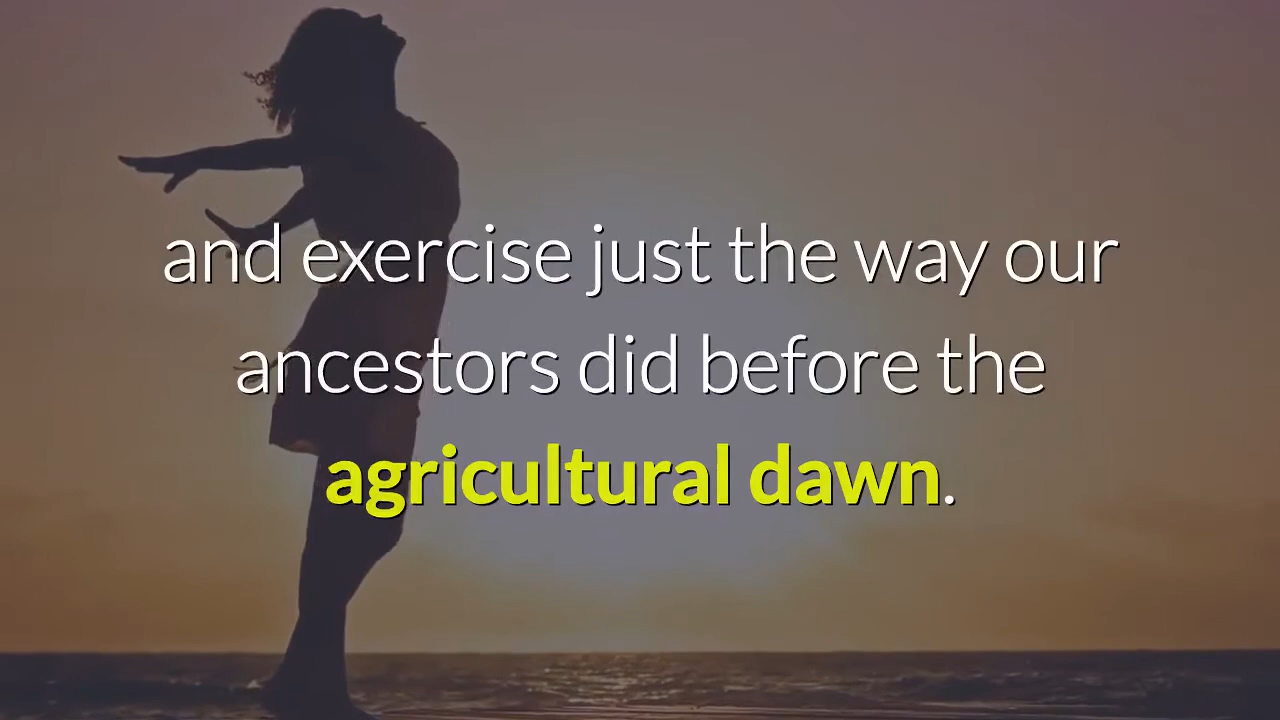 and exercise just the way our
ancestors did before the
agricultural dawn.